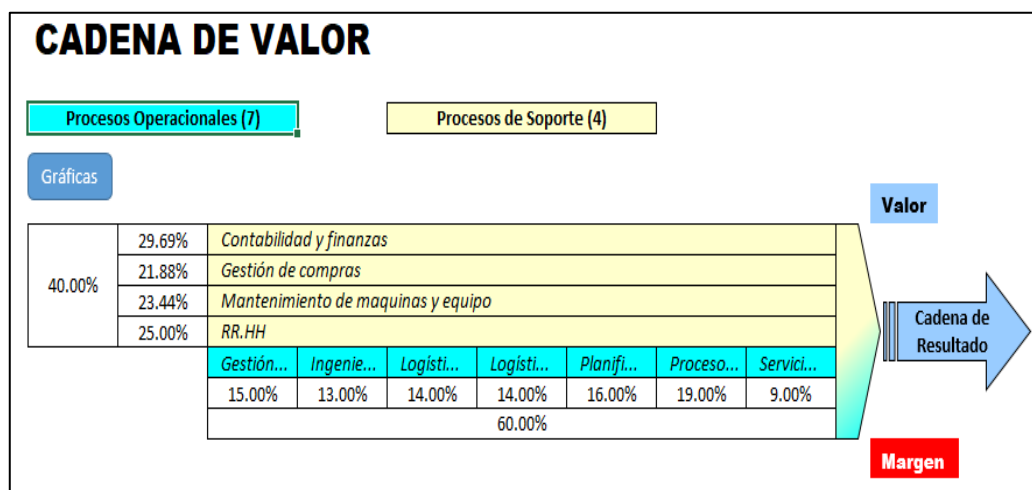 CADENA DE VALOR
Procesos Operacionales (7)
Procesos de Soporte (4)
Gráficas
Valor
40.00%
29.69% Contabilidad y finanzas
21.88% Gestión de compras
23.44% Mantenimiento de maquinas y equipo
25.00% RR.HH
Cadena de
Resultado
Gestión... Ingenie... Logísti... Logísti... Planifi... Proceso... Servici...
15.00% 13.00% 14.00% 14.00% 16.00% 19.00% 9.00%
60.00%
Margen